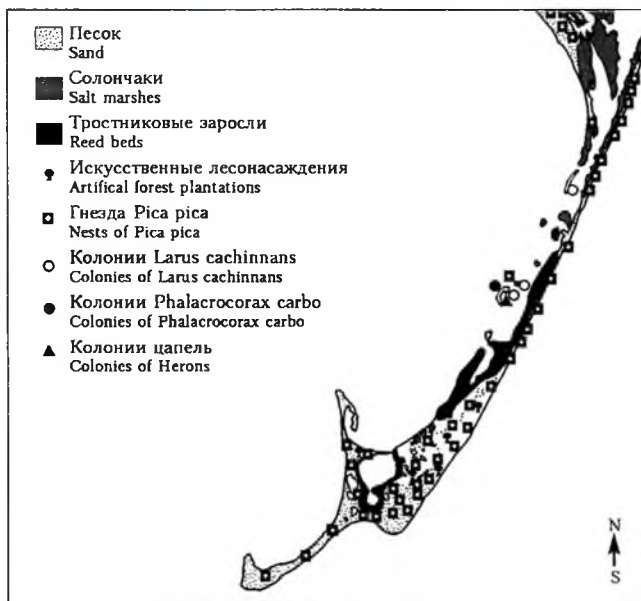 Песок
Sand
Солончаки
Salt marshes
Тростниковые заросли
Reed beds
Искусственные лесонасаждения
Artifical forest plantations
Гнезда Pica pica
Nests of Pica pica
Колонии Larus cachinnans
Colonies of Larus cachinnans
Колонии Phalacrocorax carbo
Colonies of Phalacrocorax carbo
Колонии цапель
Colonies of Herons
N
S